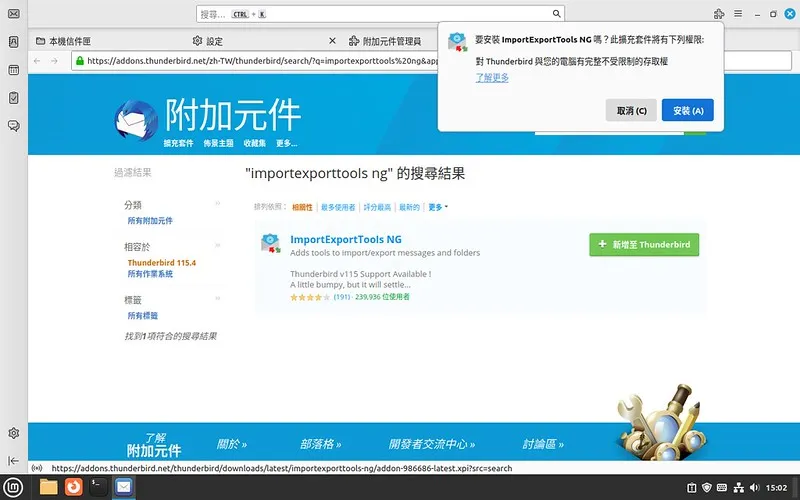 搜尋… CTRL + K
本機信件匣
設定
附加元件管理員
https://addons.thunderbird.net/zh-TW/thunderbird/search/?q=importexporttools%20ng&app
要安裝 ImportExportTools NG 嗎？此擴充套件將有下列權限:
對 Thunderbird 與您的電腦有完整不受限制的存取權
了解更多
取消 (C)
安裝 (A)
附加元件
擴充套件 佈景主題 收藏集 更多…
過濾結果
分類
所有附加元件
相容於
Thunderbird 115.4
所有作業系統
標籤
所有標籤
找到1項符合的搜尋結果
"importexporttools ng" 的搜尋結果
排列依照： 相關性 最多使用者 評分最高 最新的 更多
ImportExportTools NG
Adds tools to import/export messages and folders
Thunderbird v115 Support Available !
A little bumpy, but it will settle…
(191) · 239,936 位使用者
新增至 Thunderbird
了解
附加元件
關於 »
部落格 »
開發者交流中心 »
討論區 »
https://addons.thunderbird.net/thunderbird/downloads/latest/importexporttools-ng/addon-986686-latest.xpi?src=search
15:02